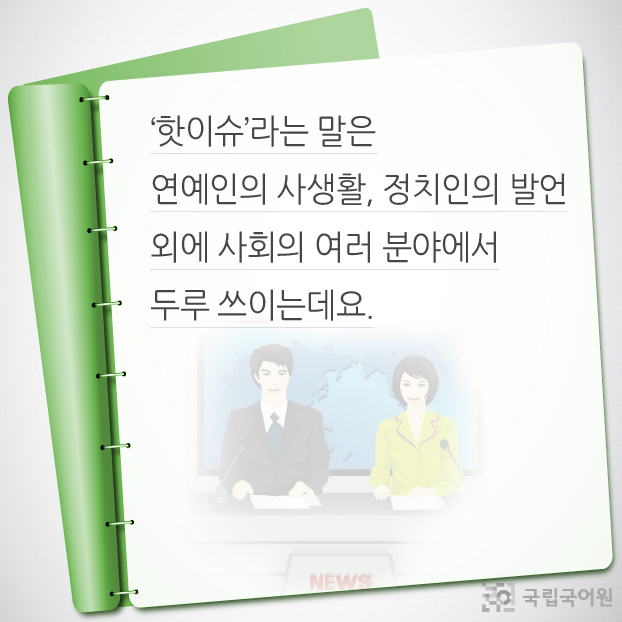 ‘핫이슈’라는 말은
연예인의 사생활, 정치인의 발언
외에 사회의 여러 분야에서
두루 쓰이는데요.
NEWS
국립국어원